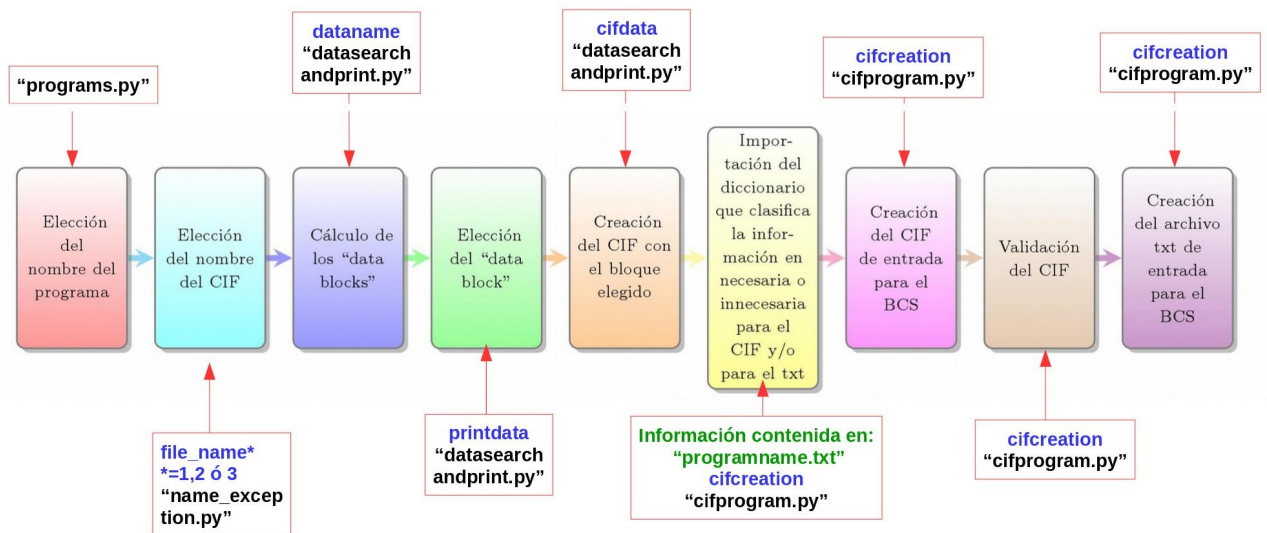 dataname
“datasearch
andprint.py”
cifdata
“datasearch
andprint.py”
cifcreation
“cifprogram.py”
cifcreation
“cifprogram.py”
“programs.py”
Elección
del
nombre del
programa
Elección
del nombre
del CIF
Cálculo de
los “data
blocks”
Elección
del “data
block”
Creación
del CIF con
el bloque
elegido
Impor-
tación del
diccionario
que clasifica
la infor-
mación en
necesaria o
innecesaria
para el
CIF y/o
para el txt
Creación
del CIF
de entrada
para el
BCS
Validación
del CIF
Creación
del archivo
txt de
entrada
para el
BCS
file_name*
*=1,2 ó 3
“name_excep
tion.py”
printdata
“datasearch
andprint.py”
Información contenida en:
“programname.txt”
cifcreation
“cifprogram.py”
cifcreation
“cifprogram.py”